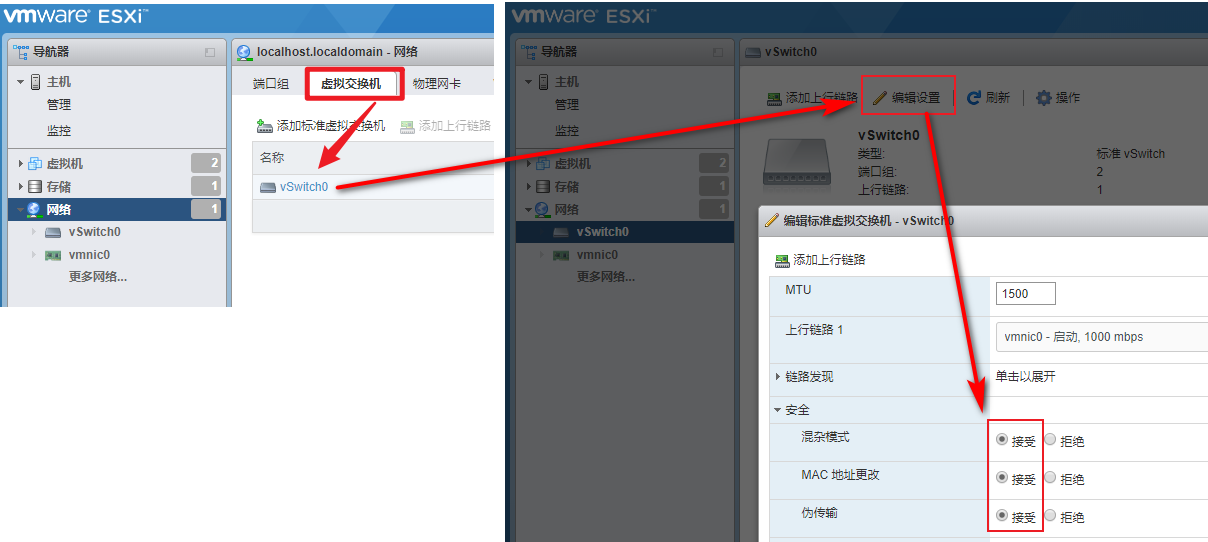 vmware ESXi
导航器
主机
管理
监控
虚拟机 2
存储 1
网络 1
vSwitch0
vmnic0
更多网络...
localhost.localdomain - 网络
端口组 虚拟交换机 物理网卡
添加标准虚拟交换机 添加上行链路
名称
vSwitch0
vmware ESXi
导航器
主机
管理
监控
虚拟机 2
存储 1
网络 1
vSwitch0
vmnic0
更多网络...
vSwitch0
添加上行链路 编辑设置 刷新 操作
vSwitch0
类型: 标准 vSwitch
端口组: 2
上行链路: 1
编辑标准虚拟交换机 - vSwitch0
添加上行链路
MTU 1500
上行链路 1 vmnic0 - 启动, 1000 mbps
链路发现 单击以展开
安全
混杂模式 接受 拒绝
MAC 地址更改 接受 拒绝
伪传输 接受 拒绝